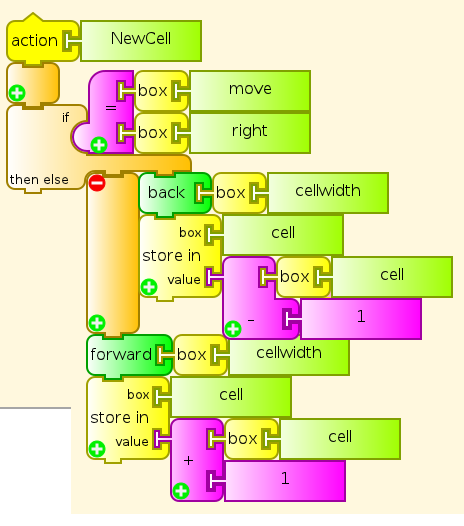 action NewCell
if = box move
box right
then else
back box cellwidth
box cell
store in
value box cell
- 1
forward box cellwidth
box cell
store in
value
+ box cell
1